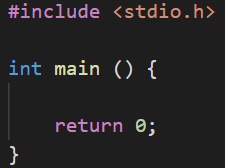 #include <stdio.h>
int main () {
    return 0;
}